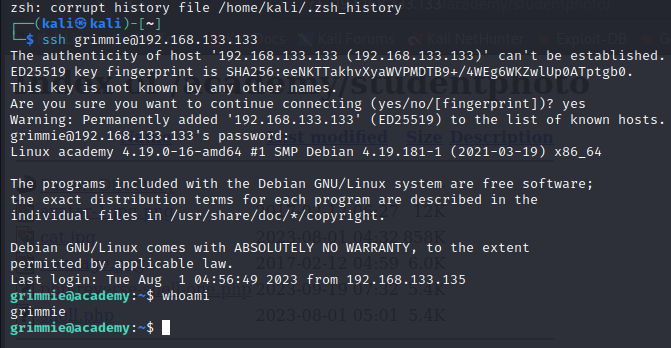 zsh: corrupt history file /home/kali/.zsh_history
(kali㉿kali)-[~]
$ ssh grimmie@192.168.133.133
The authenticity of host '192.168.133.133 (192.168.133.133)' can't be established.
ED25519 key fingerprint is SHA256:eeNKTTakhvXyaWVPMDTB9+/4WEg6WKZwlUp0ATptgb0.
This key is not known by any other names.
Are you sure you want to continue connecting (yes/no/[fingerprint])? yes
Warning: Permanently added '192.168.133.133' (ED25519) to the list of known hosts.
grimmie@192.168.133.133's password:
Linux academy 4.19.0-16-amd64 #1 SMP Debian 4.19.181-1 (2021-03-19) x86_64
The programs included with the Debian GNU/Linux system are free software;
the exact distribution terms for each program are described in the
individual files in /usr/share/doc/*/copyright.
Debian GNU/Linux comes with ABSOLUTELY NO WARRANTY, to the extent
permitted by applicable law.
Last login: Tue Aug  1 04:56:49 2023 from 192.168.133.135
grimmie@academy:~$ whoami
grimmie
grimmie@academy:~$